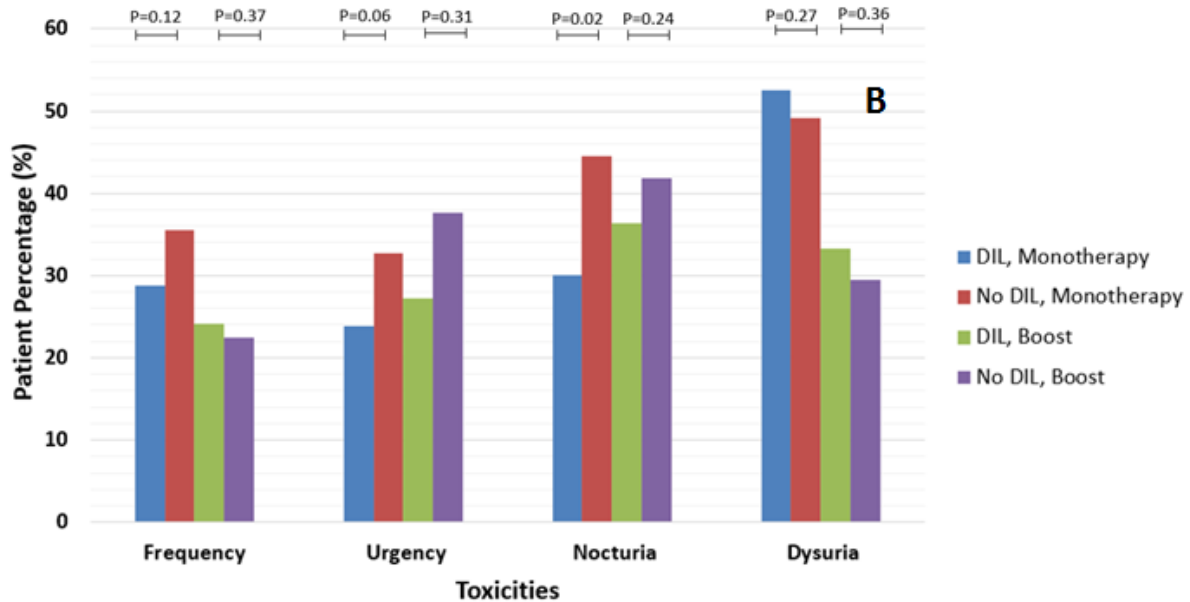 P=0.12 P=0.37 P=0.06 P=0.31 P=0.02 P=0.24 P=0.27 P=0.36
B
Patient Percentage (%)
60
50
40
30
20
10
0
Frequency Urgency Nocturia Dysuria
Toxicities
DIL, Monotherapy
No DIL, Monotherapy
DIL, Boost
No DIL, Boost